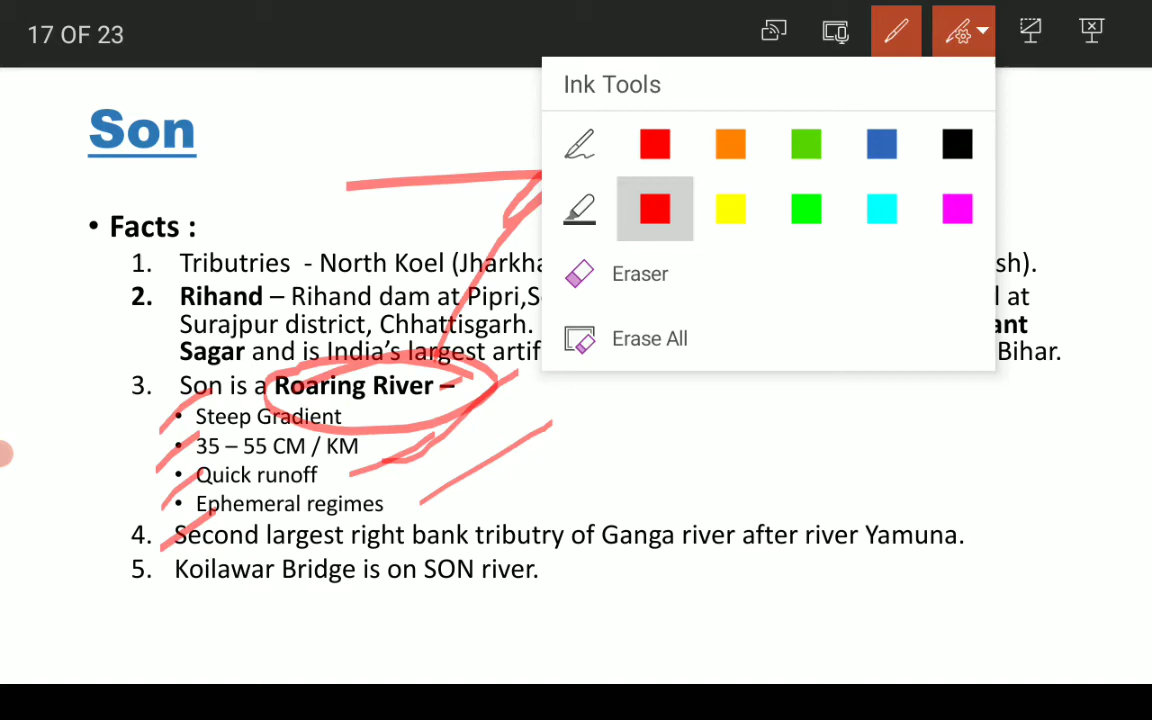 17 OF 23
Ink Tools
Son
• Facts :
1. Tributries - North Koel (Jharkha sh).
2. Rihand – Rihand dam at Pipri,S l at
Surajpur district, Chhattisgarh. ant
Sagar and is India's largest artif Bihar.
Eraser
Erase All
3. Son is a Roaring River –
• Steep Gradient
• 35 – 55 CM / KM
• Quick runoff
• Ephemeral regimes
4. Second largest right bank tributry of Ganga river after river Yamuna.
5. Koilawar Bridge is on SON river.